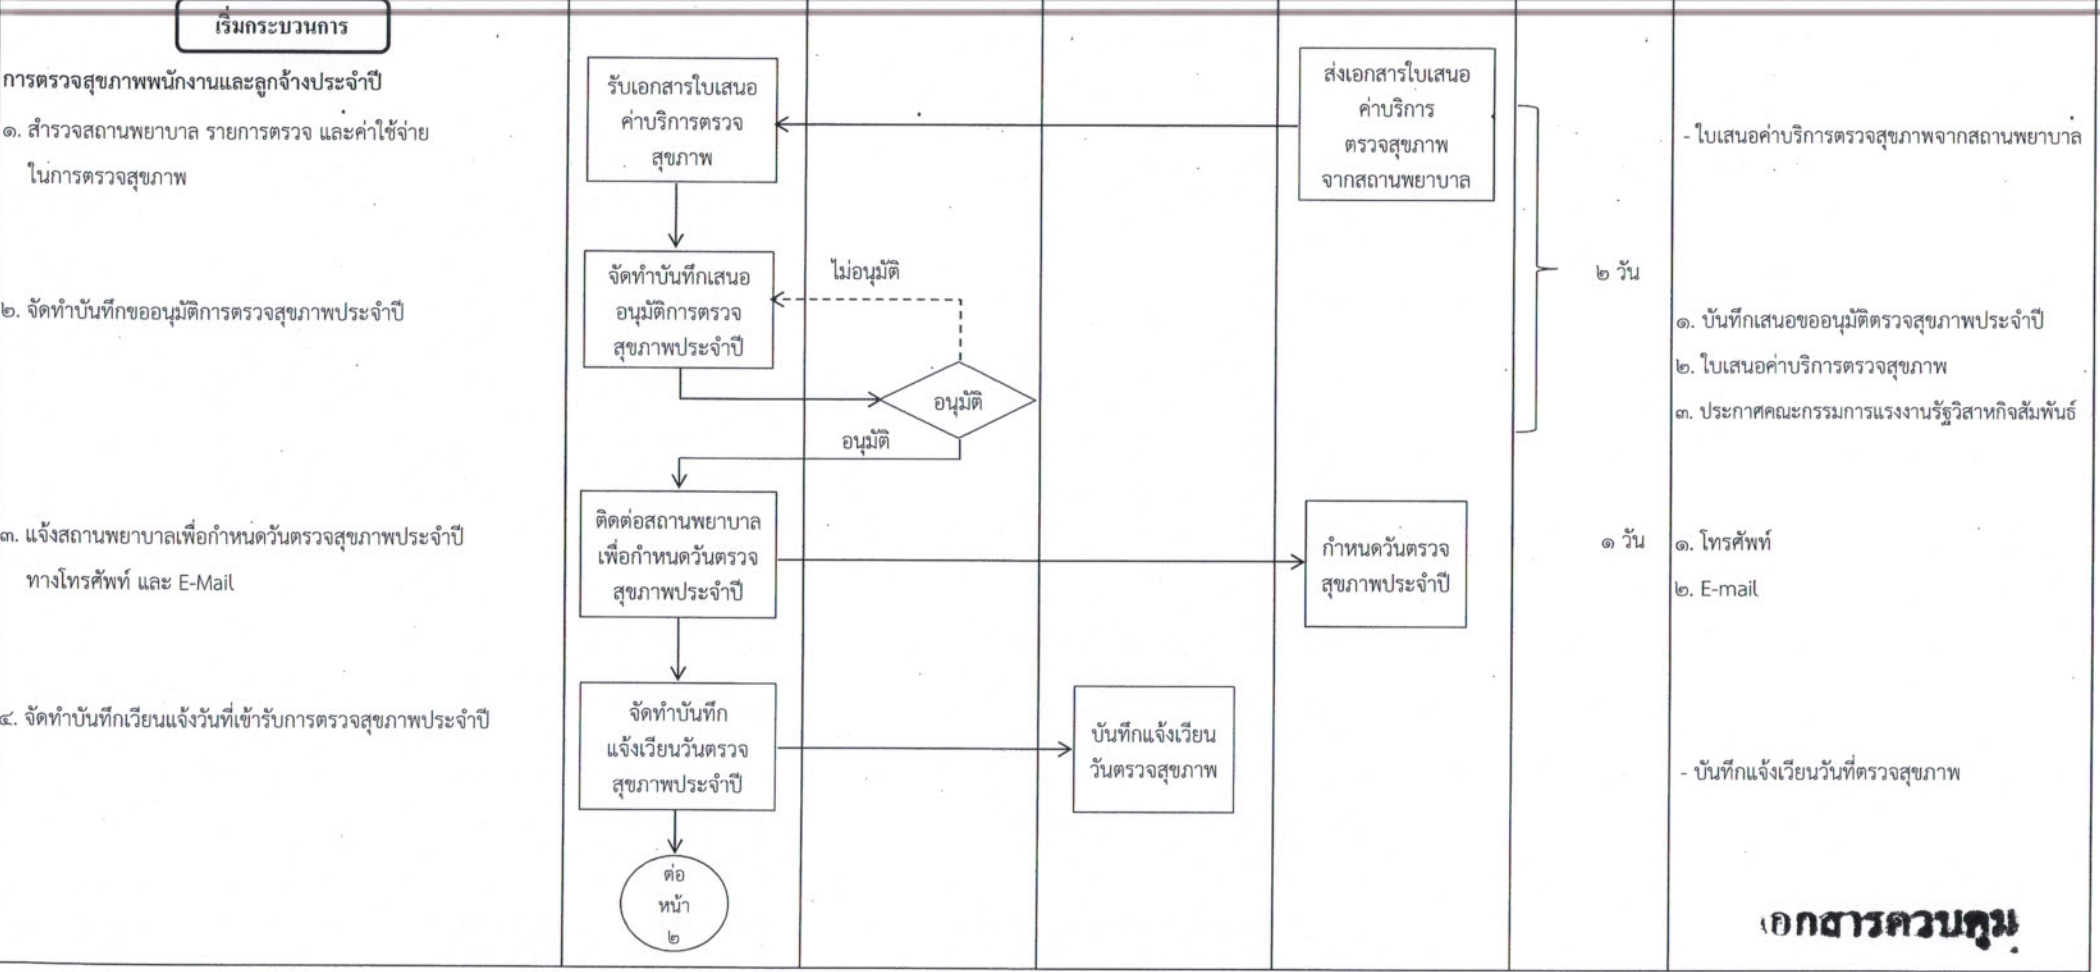 เริ่มกระบวนการ
การตรวจสุขภาพพนักงานและลูกจ้างประจำปี
๑. สำรวจสถานพยาบาล รายการตรวจ และค่าใช้จ่าย
ในการตรวจสุขภาพ
รับเอกสารใบเสนอ
ค่าบริการตรวจ
สุขภาพ
ส่งเอกสารใบเสนอ
ค่าบริการ
ตรวจสุขภาพ
จากสถานพยาบาล
- ใบเสนอค่าบริการตรวจสุขภาพจากสถานพยาบาล
๒. จัดทำบันทึกขออนุมัติการตรวจสุขภาพประจำปี
จัดทำบันทึกเสนอ
อนุมัติการตรวจ
สุขภาพประจำปี
ไม่อนุมัติ
อนุมัติ
อนุมัติ
๒ วัน
๑. บันทึกเสนอขออนุมัติตรวจสุขภาพประจำปี
๒. ใบเสนอค่าบริการตรวจสุขภาพ
๓. ประกาศคณะกรรมการแรงงานรัฐวิสาหกิจสัมพันธ์
๓. แจ้งสถานพยาบาลเพื่อกำหนดวันตรวจสุขภาพประจำปี
ทางโทรศัพท์ และ E-Mail
ติดต่อสถานพยาบาล
เพื่อกำหนดวันตรวจ
สุขภาพประจำปี
กำหนดวันตรวจ
สุขภาพประจำปี
๑ วัน
๑. โทรศัพท์
๒. E-mail
๔. จัดทำบันทึกเวียนแจ้งวันที่เข้ารับการตรวจสุขภาพประจำปี
จัดทำบันทึก
แจ้งเวียนวันตรวจ
สุขภาพประจำปี
บันทึกแจ้งเวียน
วันตรวจสุขภาพ
- บันทึกแจ้งเวียนวันที่ตรวจสุขภาพ
ต่อ
หน้า
๒
เอกสารควบคุม